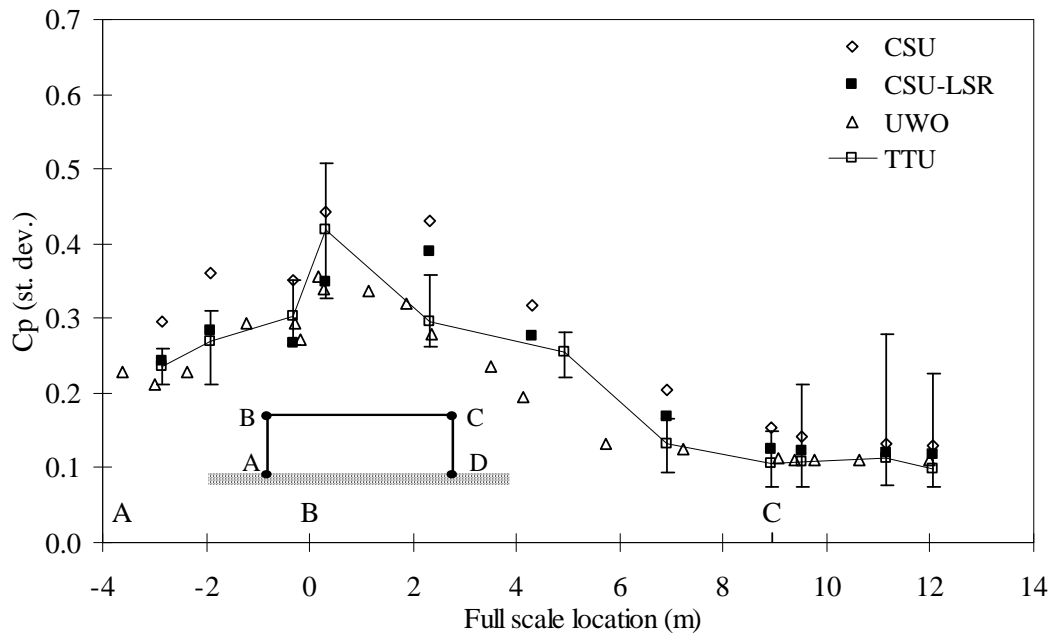 0.7
0.6
0.5
0.4
0.3
0.2
0.1
0.0
Cp (st. dev.)
CSU
CSU-LSR
UWO
TTU
B C
A D
A B C
-4 -2 0 2 4 6 8 10 12 14
Full scale location (m)